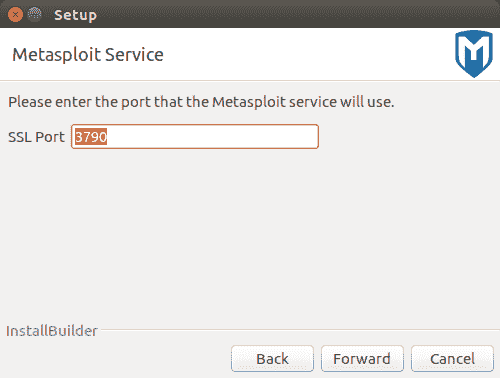 Setup
Metasploit Service
Please enter the port that the Metasploit service will use.
SSL Port 3790
InstallBuilder
Back Forward Cancel